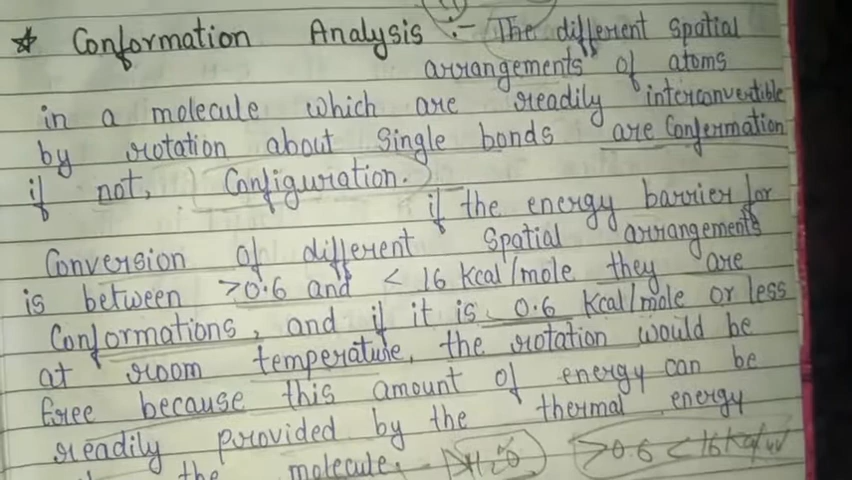 * Conformation Analysis :- The different spatial
arrangements of atoms
in a molecule which are readily interconvertible
by rotation about single bonds are Confermation
if not, Configuration.
if the energy barrier for
Conversion of different spatial arrangements
is between >0.6 and < 16 Kcal/mole they are
Conformations, and if it is 0.6 Kcal/mole or less
at room temperature, the rotation would be
free because this amount of energy can be
readily provided by the thermal energy
the molecule.
>0.6 < 16 Kcal